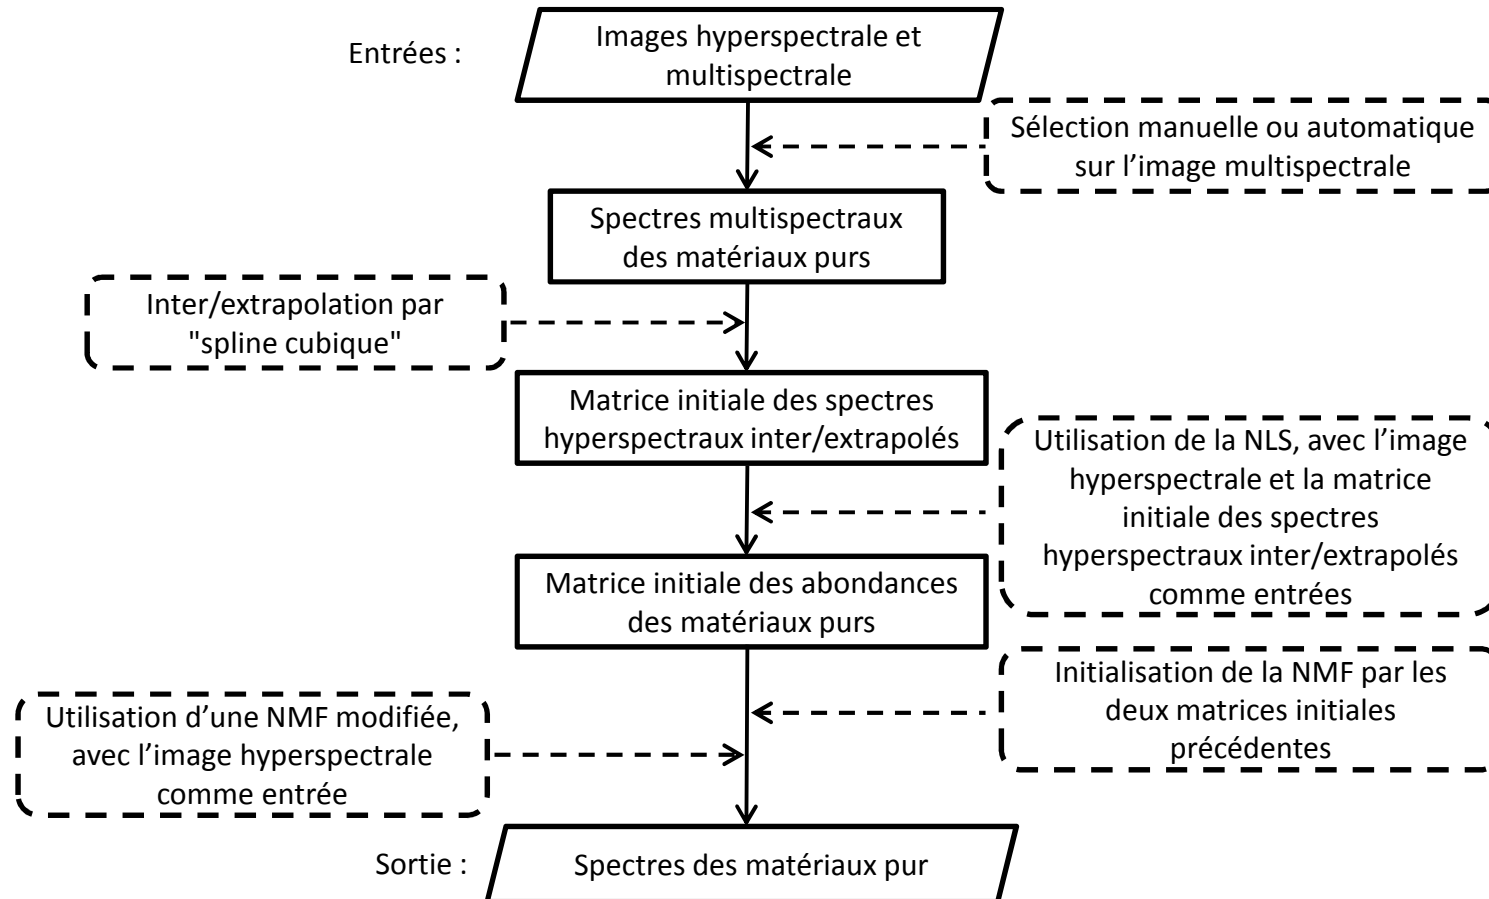 Entrées :
Images hyperspectrale et
multispectrale
Sélection manuelle ou automatique
sur l’image multispectrale
Spectres multispectraux
des matériaux purs
Inter/extrapolation par
"spline cubique"
Matrice initiale des spectres
hyperspectraux inter/extrapolés
Utilisation de la NLS, avec l’image
hyperspectrale et la matrice
initiale des spectres
hyperspectraux inter/extrapolés
comme entrées
Matrice initiale des abondances
des matériaux purs
Initialisation de la NMF par les
deux matrices initiales
précédentes
Utilisation d’une NMF modifiée,
avec l’image hyperspectrale
comme entrée
Sortie :
Spectres des matériaux pur